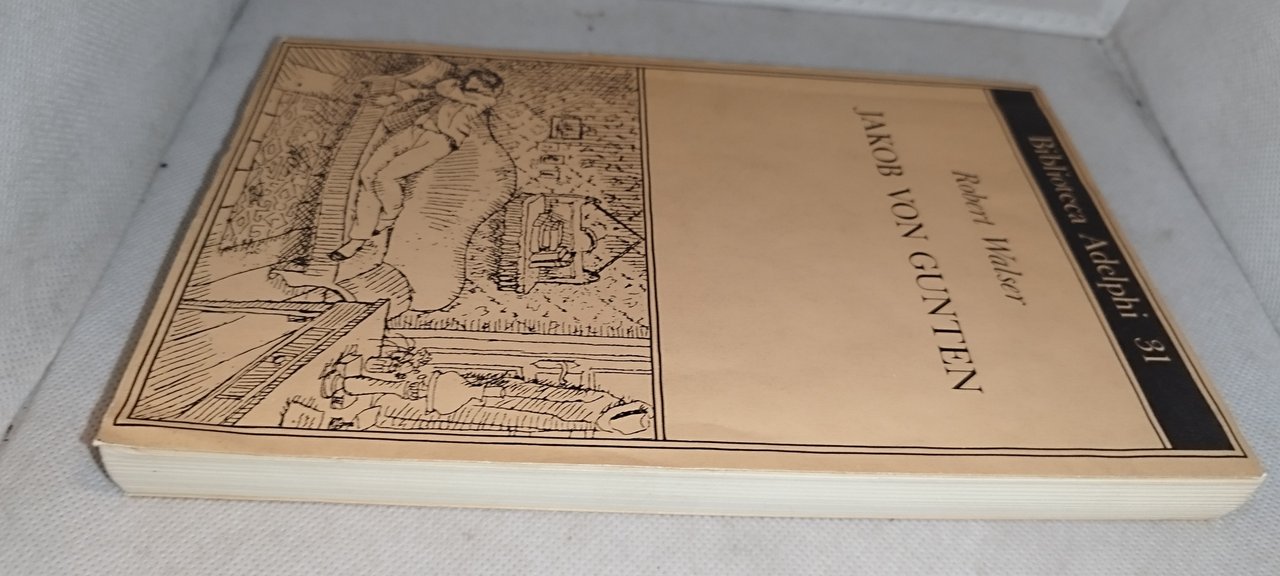 Biblioteca Adelphi 31
Robert Walser
JAKOB VON GUNTEN